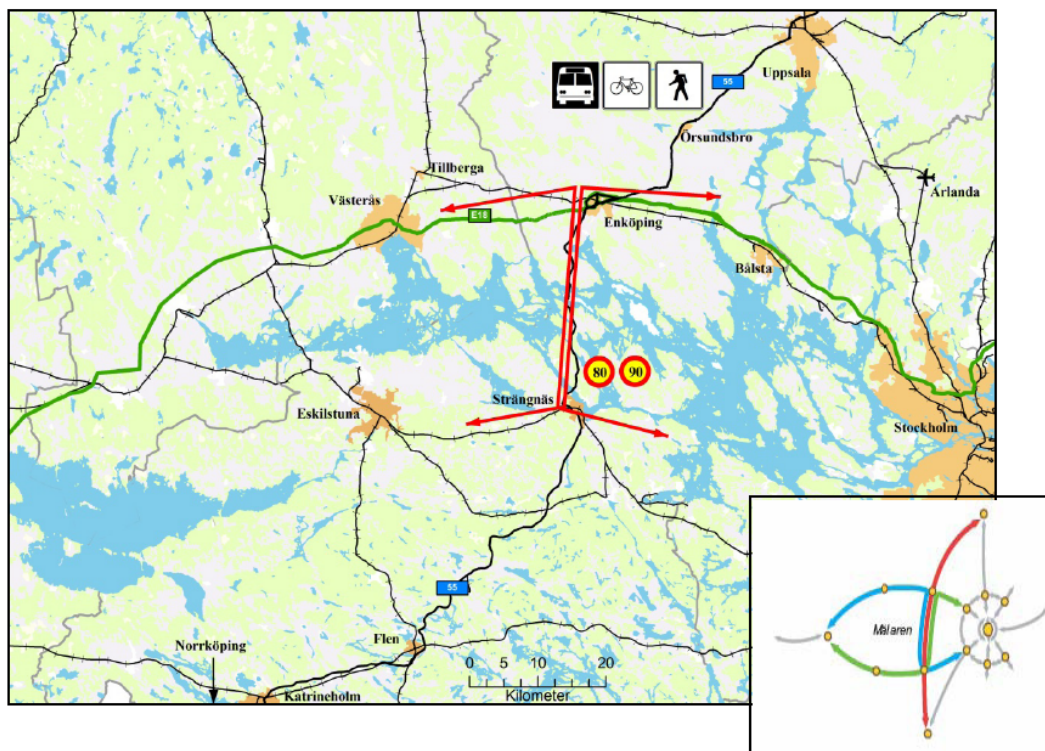 Uppsala
55
Örsundsbro
Tillberga
Arlanda
Västerås
E18
Enköping
Bålsta
80 90
Strängnäs
Eskilstuna
Stockholm
55
Flen
Norrköping
0 5 10 20
Kilometer
Katrineholm
Mälaren